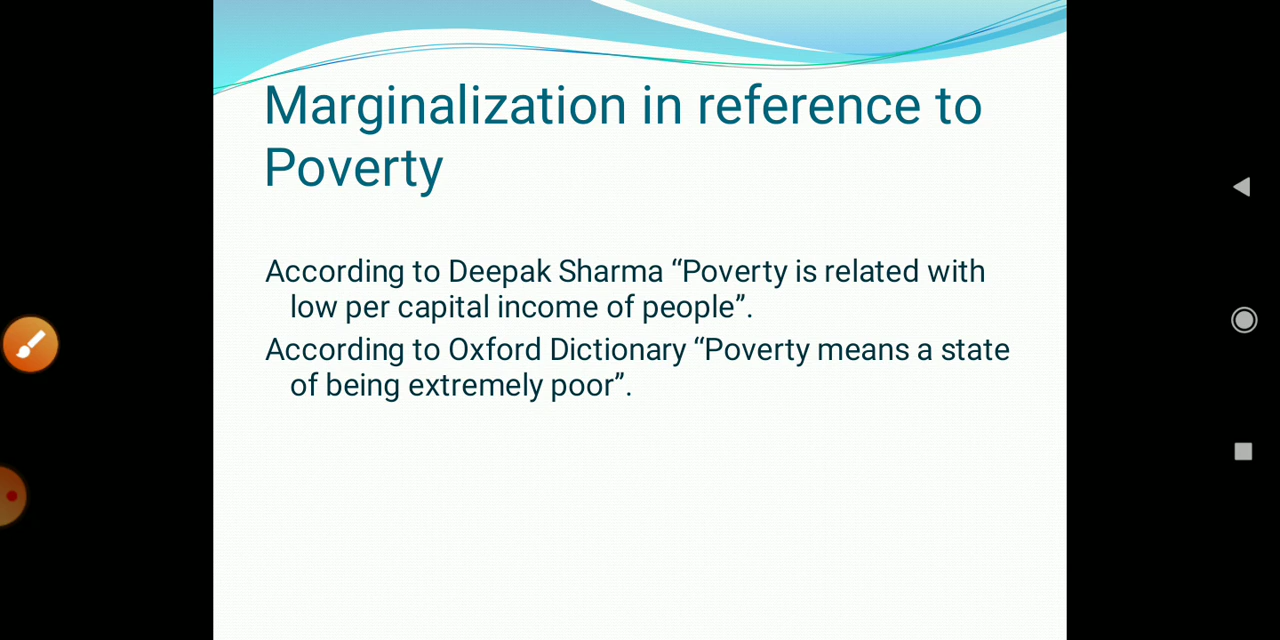 Marginalization in reference to
Poverty
According to Deepak Sharma “Poverty is related with
low per capital income of people”.
According to Oxford Dictionary “Poverty means a state
of being extremely poor”.